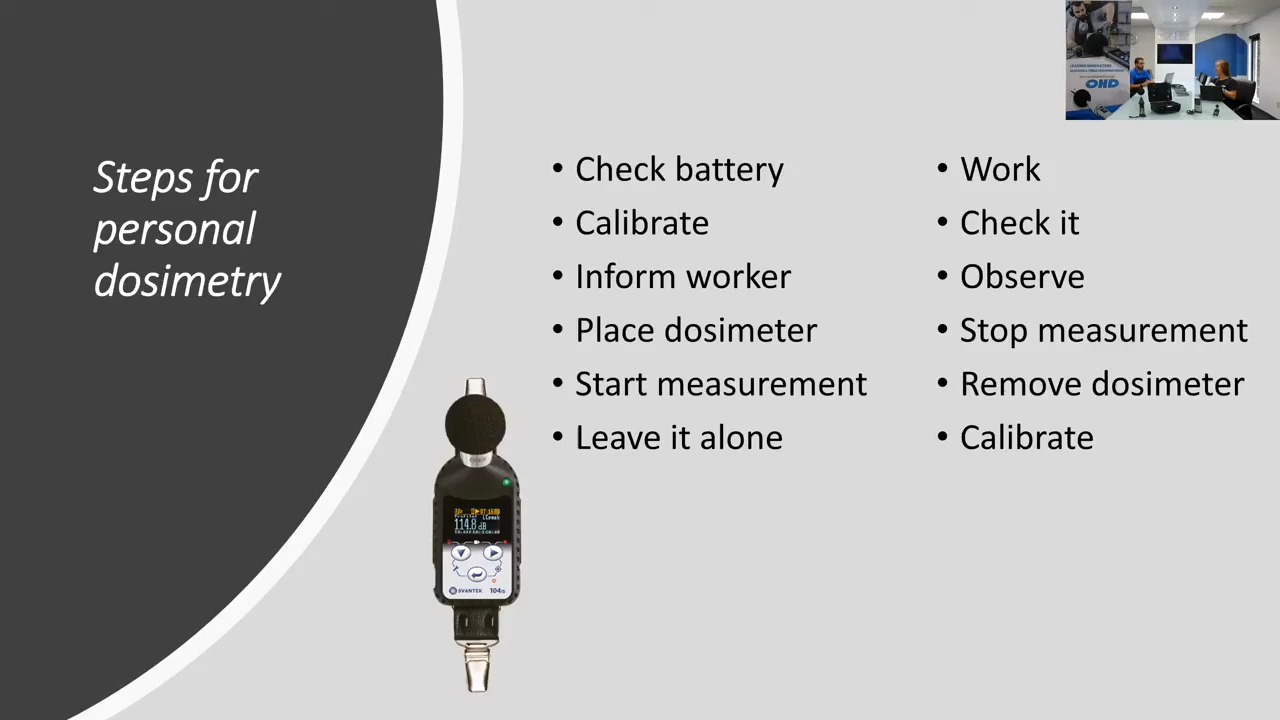 Steps for
personal
dosimetry
• Check battery
• Calibrate
• Inform worker
• Place dosimeter
• Start measurement
• Leave it alone
• Work
• Check it
• Observe
• Stop measurement
• Remove dosimeter
• Calibrate
OHD
114.8 dB
SVANTEK 104